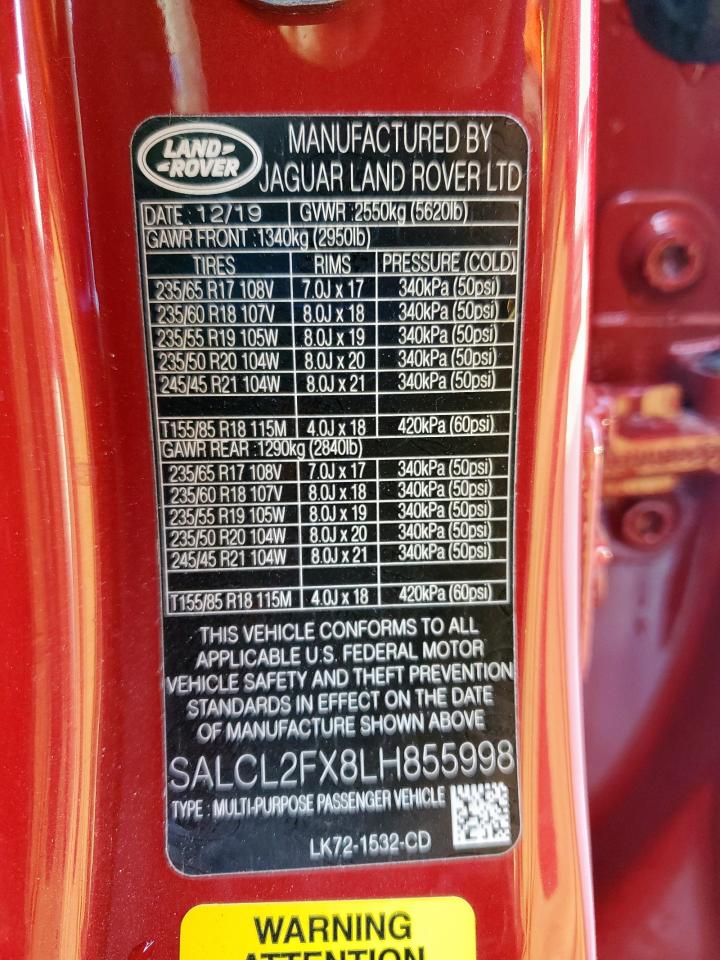 LAND-
-ROVER
MANUFACTURED BY
JAGUAR LAND ROVER LTD
DATE : 12/19 GVWR : 2550kg (5620lb)
GAWR FRONT : 1340kg (2950lb)
TIRES RIMS PRESSURE (COLD)
235/65 R17 108V 7.0J x 17 340kPa (50psi)
235/60 R18 107V 8.0J x 18 340kPa (50psi)
235/55 R19 105W 8.0J x 19 340kPa (50psi)
235/50 R20 104W 8.0J x 20 340kPa (50psi)
245/45 R21 104W 8.0J x 21 340kPa (50psi)
T155/85 R18 115M 4.0J x 18 420kPa (60psi)
GAWR REAR : 1290kg (2840lb)
235/65 R17 108V 7.0J x 17 340kPa (50psi)
235/60 R18 107V 8.0J x 18 340kPa (50psi)
235/55 R19 105W 8.0J x 19 340kPa (50psi)
235/50 R20 104W 8.0J x 20 340kPa (50psi)
245/45 R21 104W 8.0J x 21 340kPa (50psi)
T155/85 R18 115M 4.0J x 18 420kPa (60psi)
THIS VEHICLE CONFORMS TO ALL
APPLICABLE U.S. FEDERAL MOTOR
VEHICLE SAFETY AND THEFT PREVENTION
STANDARDS IN EFFECT ON THE DATE
OF MANUFACTURE SHOWN ABOVE
SALCL2FX8LH855998
TYPE : MULTI-PURPOSE PASSENGER VEHICLE
LK72-1532-CD
WARNING
ATTENTION